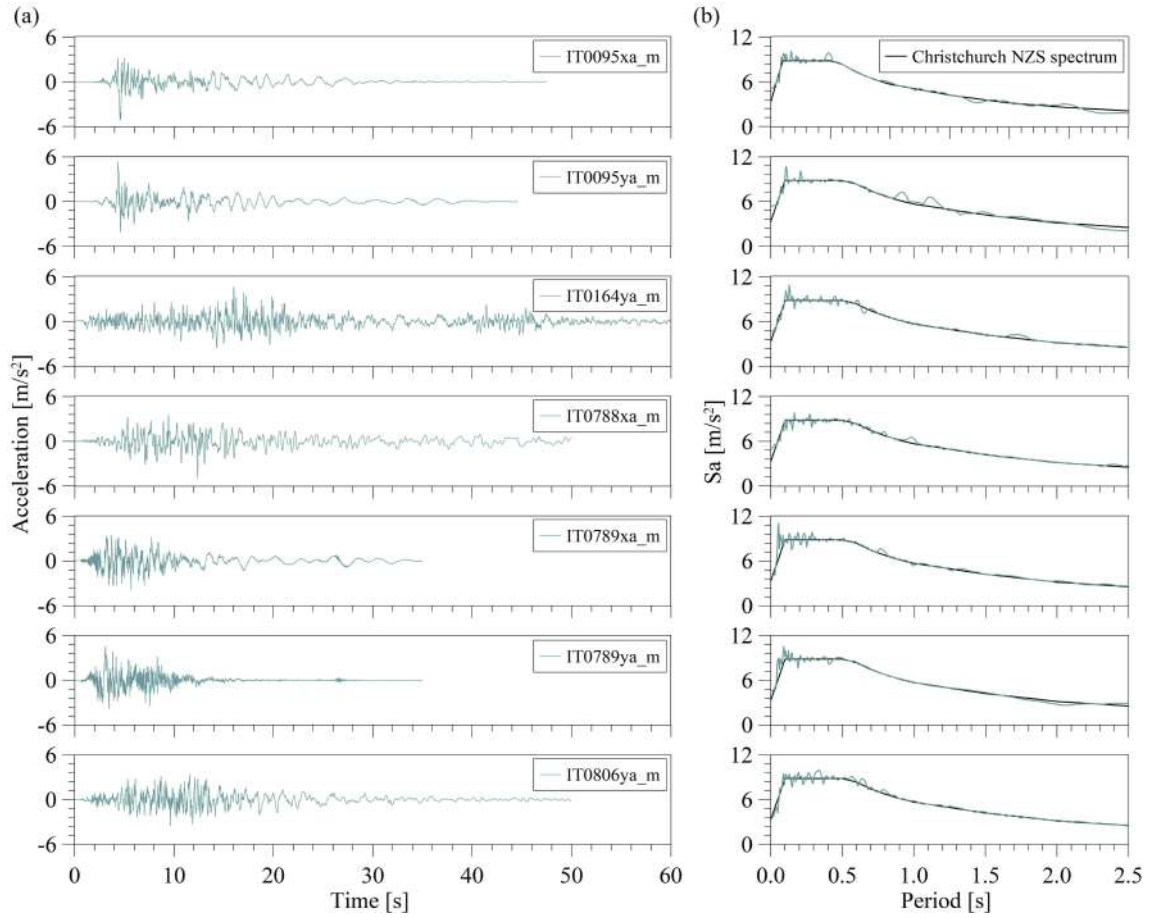 (a)
(b)
6
0
-6
IT0095xa_m
12
6
0
Christchurch NZS spectrum
6
0
-6
IT0095ya_m
12
6
0
6
0
-6
IT0164ya_m
12
6
0
6
0
-6
IT0788xa_m
12
6
0
6
0
-6
IT0789xa_m
12
6
0
6
0
-6
IT0789ya_m
12
6
0
6
0
-6
IT0806ya_m
12
6
0
Acceleration [m/s²]
Sa [m/s²]
0 10 20 30 40 50 60
0.0 0.5 1.0 1.5 2.0 2.5
Time [s]
Period [s]